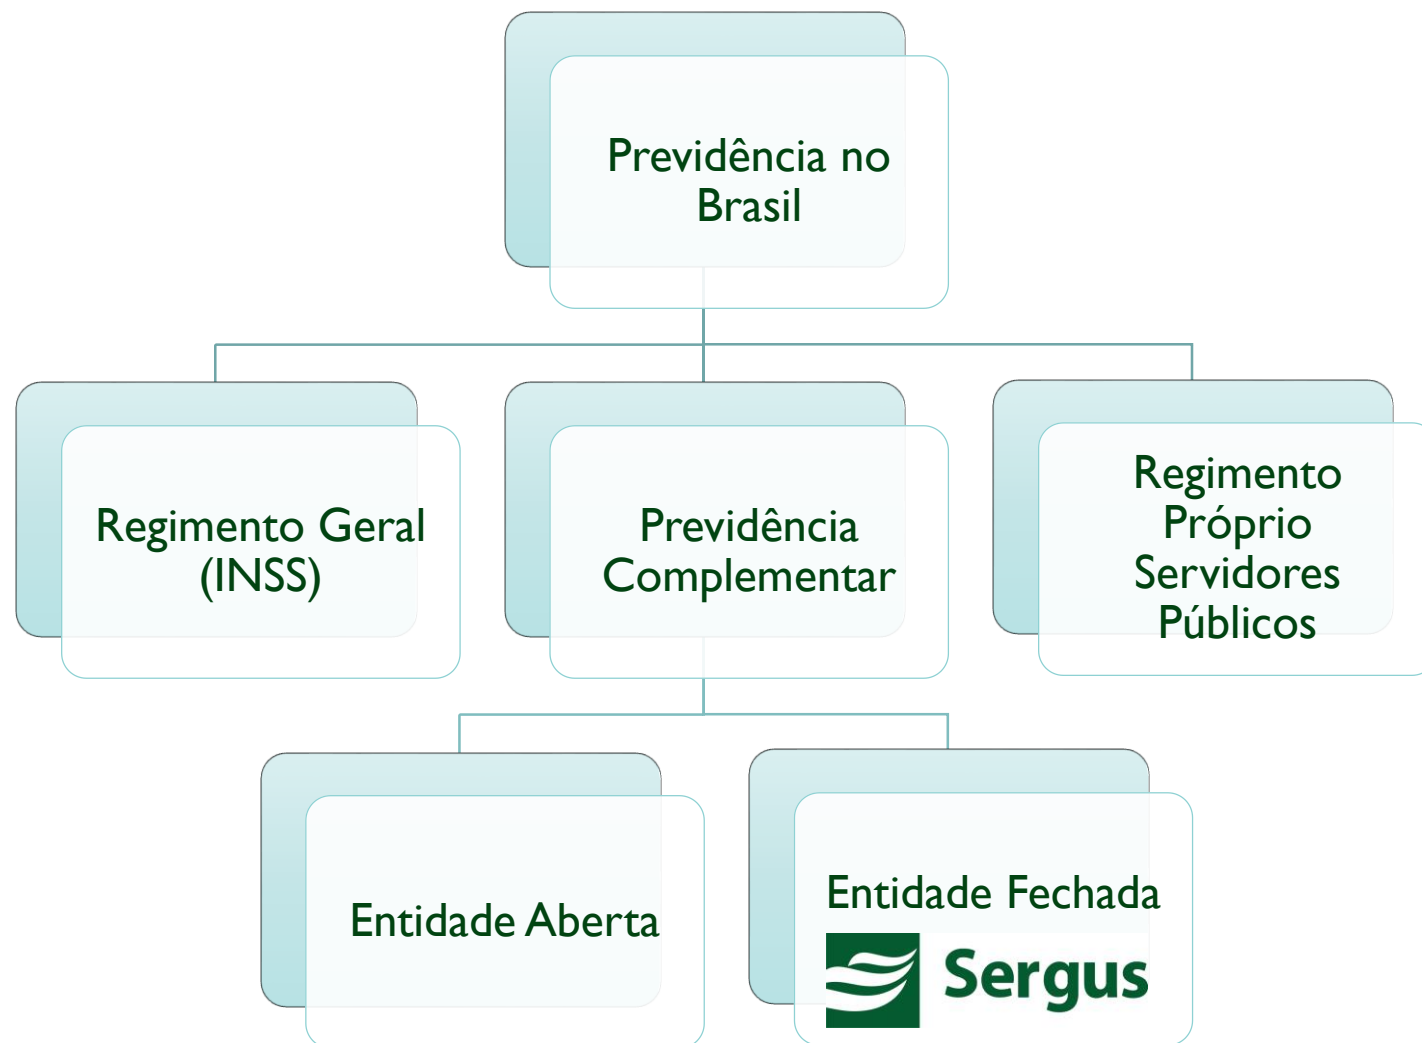 Previdência no
Brasil
Regimento Geral
(INSS)
Previdência
Complementar
Regimento
Próprio
Servidores
Públicos
Entidade Aberta
Entidade Fechada
Sergus